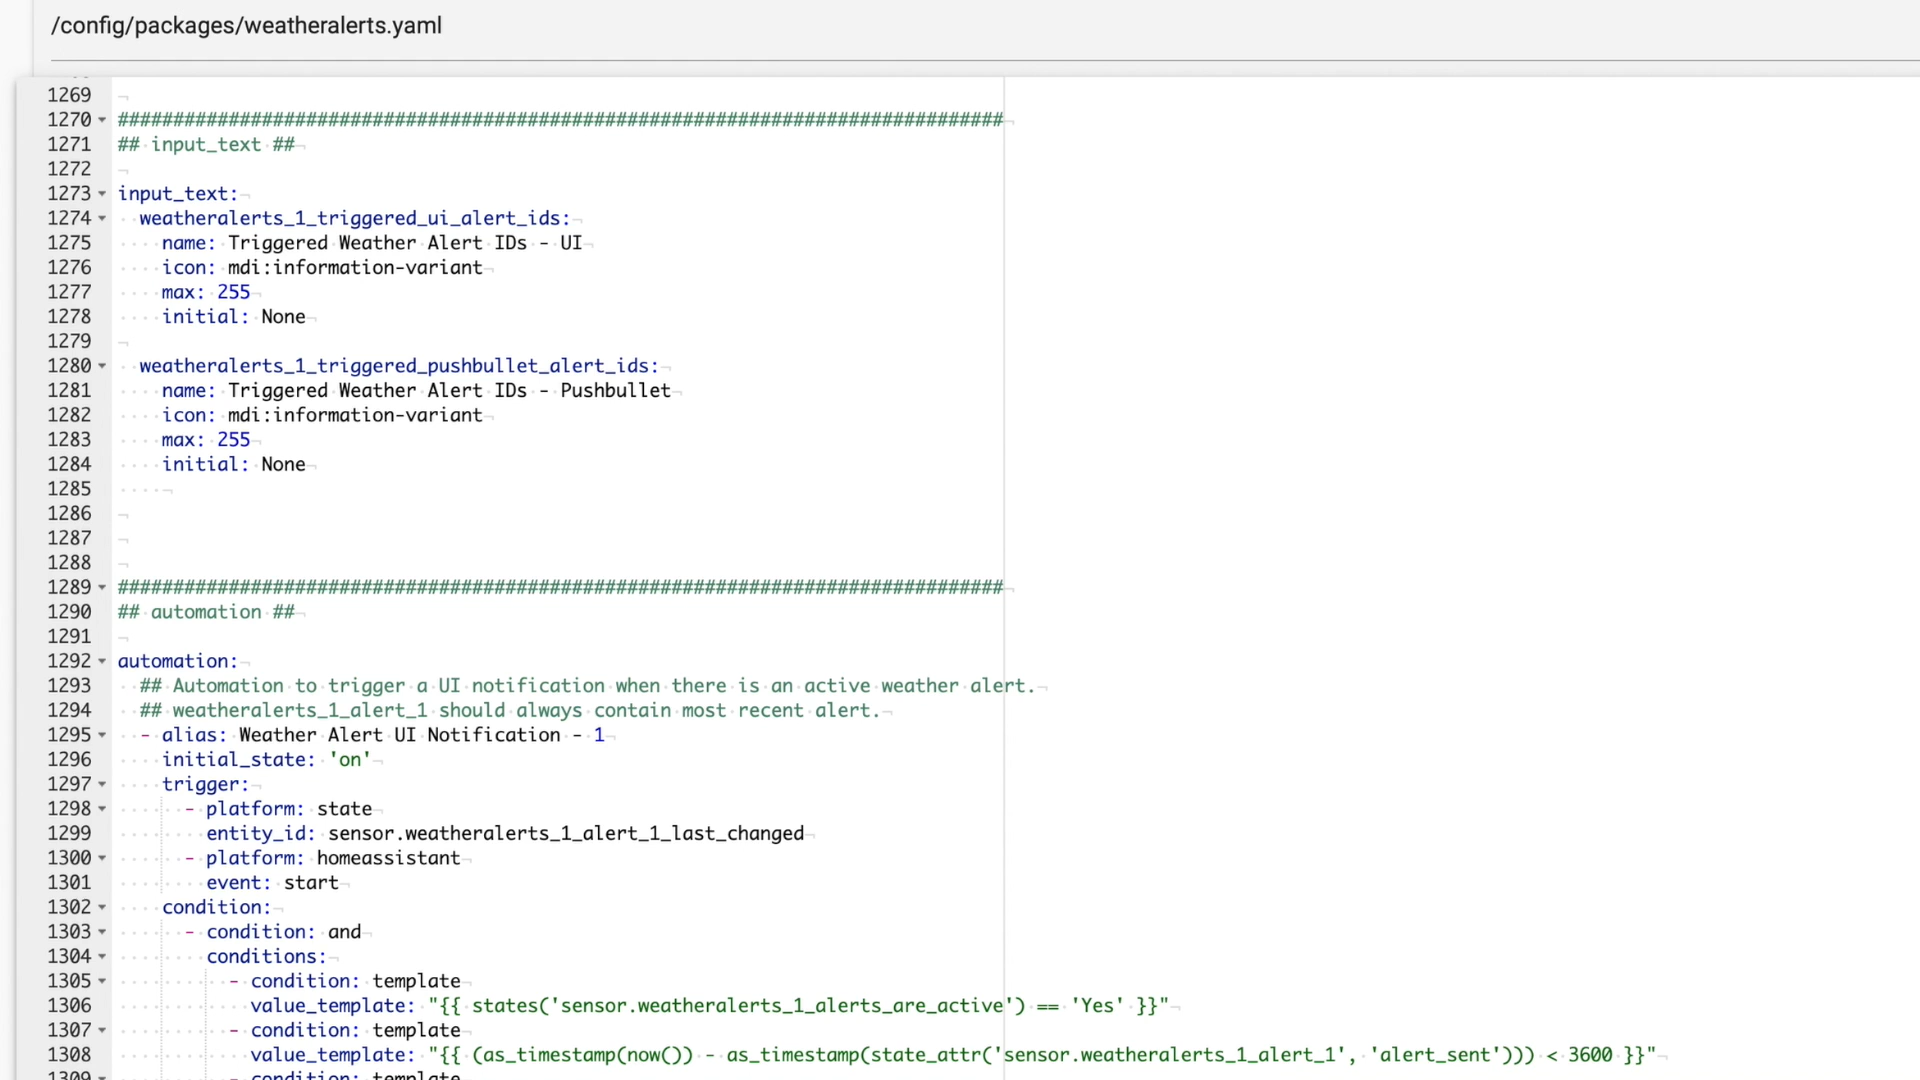 /config/packages/weatheralerts.yaml
1269
1270 ################################################################################
1271 ## input_text ##
1272
1273 input_text:
1274   weatheralerts_1_triggered_ui_alert_ids:
1275     name: Triggered Weather Alert IDs - UI
1276     icon: mdi:information-variant
1277     max: 255
1278     initial: None
1279
1280   weatheralerts_1_triggered_pushbullet_alert_ids:
1281     name: Triggered Weather Alert IDs - Pushbullet
1282     icon: mdi:information-variant
1283     max: 255
1284     initial: None
1285
1286
1287
1288
1289 ################################################################################
1290 ## automation ##
1291
1292 automation:
1293   ## Automation to trigger a UI notification when there is an active weather alert.
1294   ## weatheralerts_1_alert_1 should always contain most recent alert.
1295   - alias: Weather Alert UI Notification - 1
1296     initial_state: 'on'
1297     trigger:
1298       - platform: state
1299         entity_id: sensor.weatheralerts_1_alert_1_last_changed
1300       - platform: homeassistant
1301         event: start
1302     condition:
1303       - condition: and
1304         conditions:
1305           - condition: template
1306             value_template: "{{ states('sensor.weatheralerts_1_alerts_are_active') == 'Yes' }}"
1307           - condition: template
1308             value_template: "{{ (as_timestamp(now()) - as_timestamp(state_attr('sensor.weatheralerts_1_alert_1', 'alert_sent'))) < 3600 }}"
1309           - condition: template